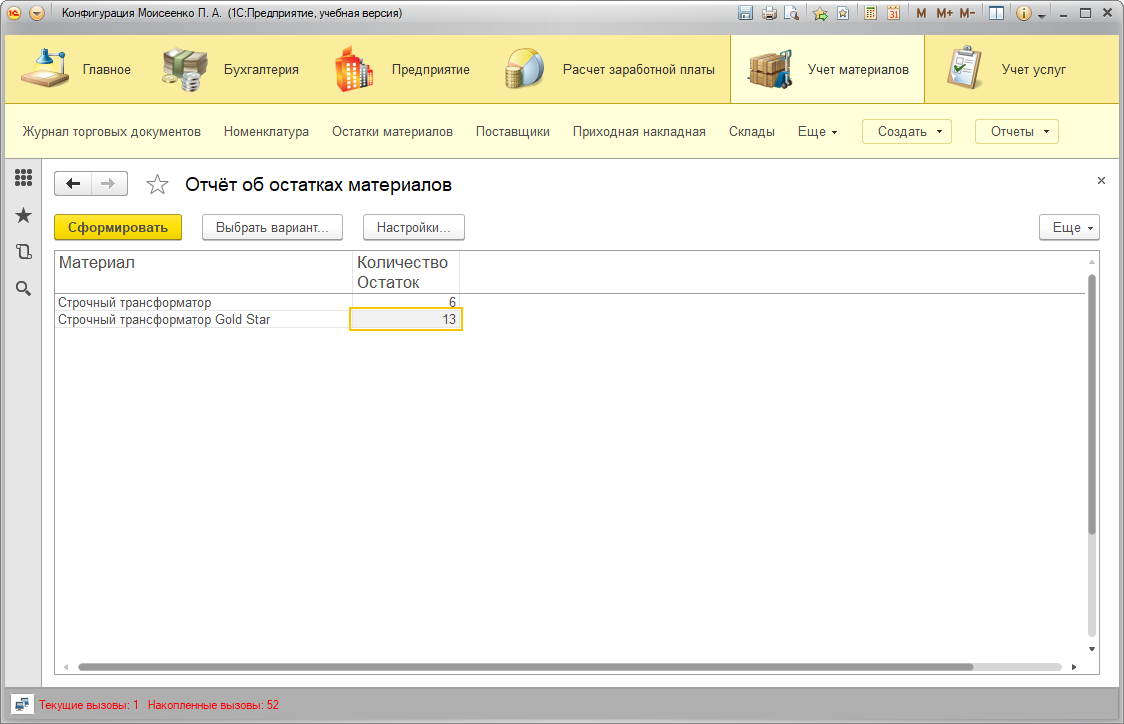 Конфигурация Моисеенко П. А. (1С:Предприятие, учебная версия)
31 M M+ M-
Главное Бухгалтерия Предприятие Расчет заработной платы Учет материалов Учет услуг
Журнал торговых документов Номенклатура Остатки материалов Поставщики Приходная накладная Склады Еще Создать Отчеты
Отчёт об остатках материалов
Сформировать Выбрать вариант... Настройки... Еще
Материал Количество
Остаток
Строчный трансформатор 6
Строчный трансформатор Gold Star 13
Текущие вызовы: 1 Накопленные вызовы: 52